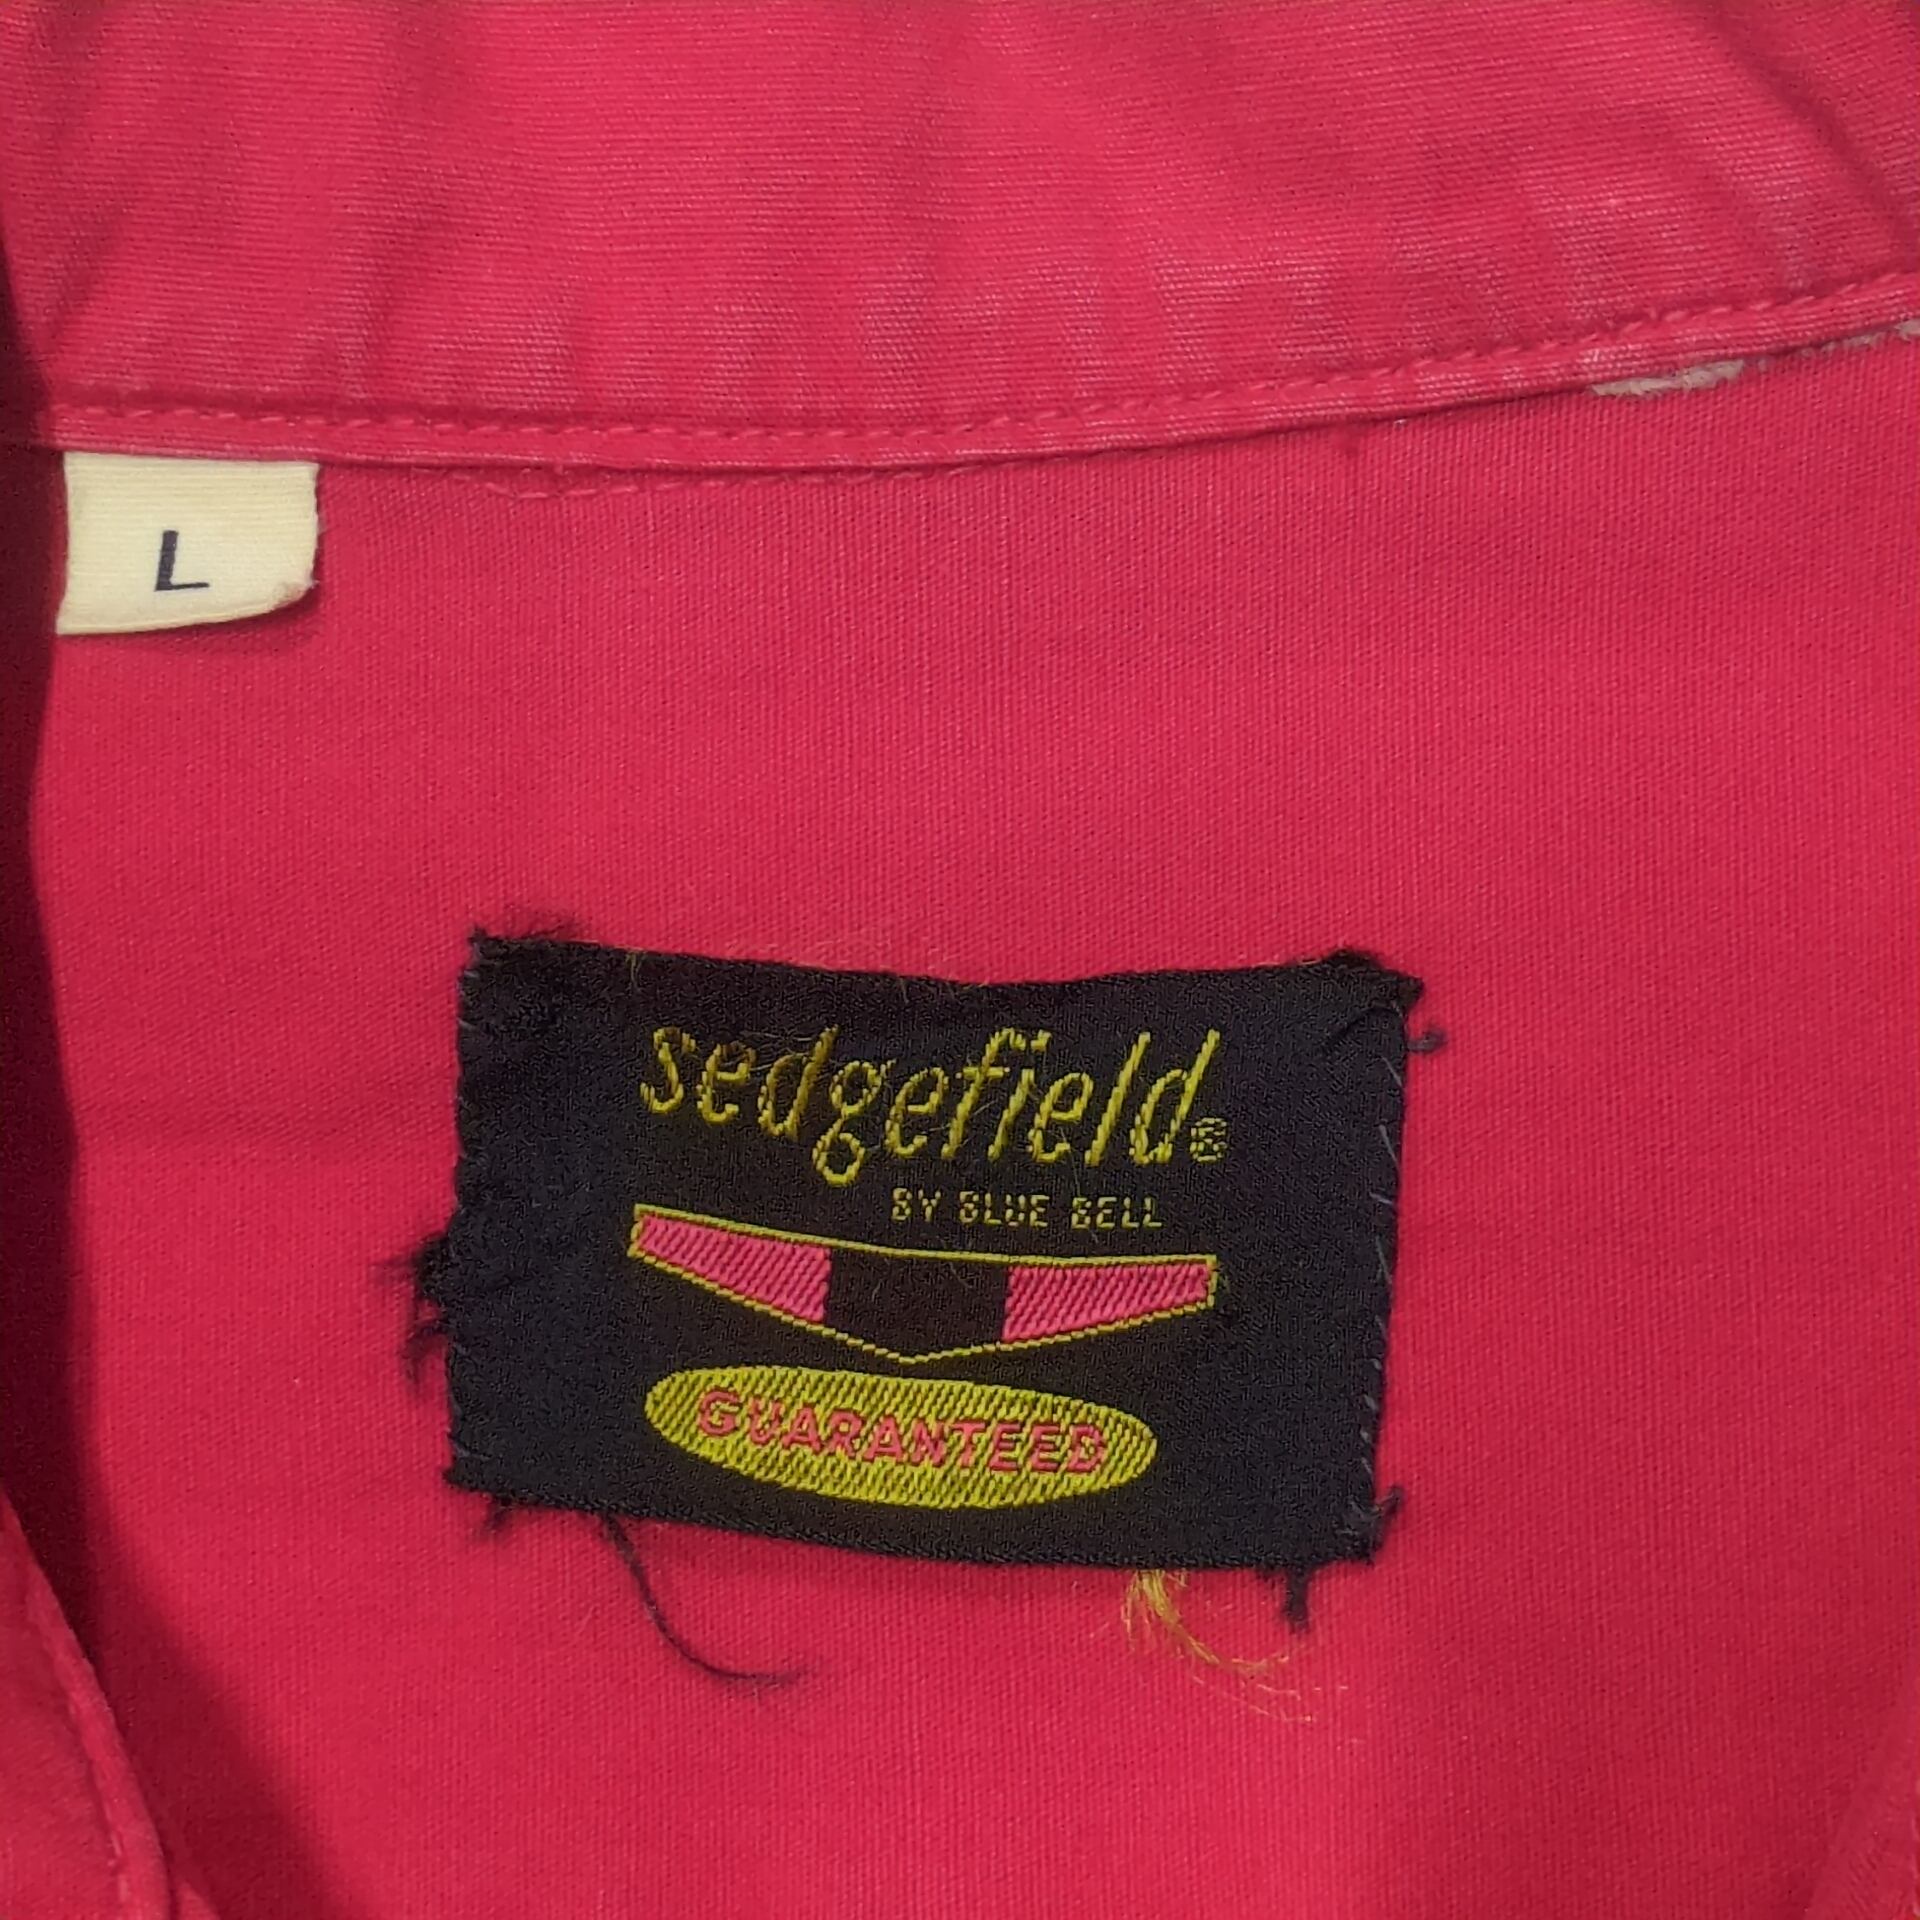 L
sedgefield®
BY BLUE BELL
GUARANTEED